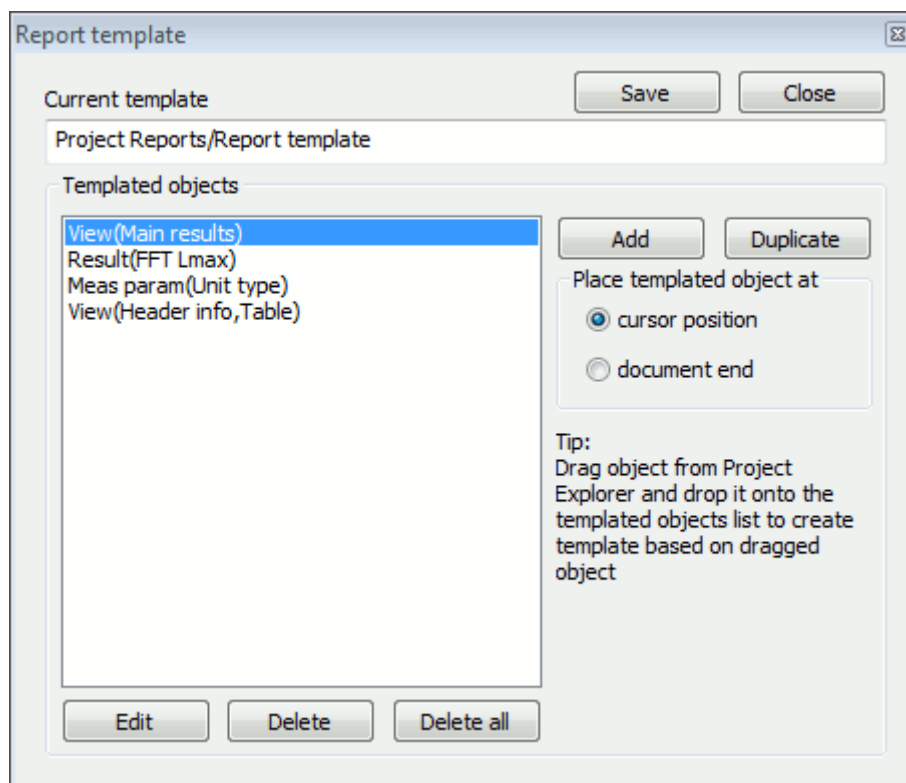 Report template
Current template
Save
Close
Project Reports/Report template
Templated objects
View(Main results)
Result(FFT Lmax)
Meas param(Unit type)
View(Header info,Table)
Add
Duplicate
Place templated object at
cursor position
document end
Tip:
Drag object from Project
Explorer and drop it onto the
templated objects list to create
template based on dragged
object
Edit
Delete
Delete all